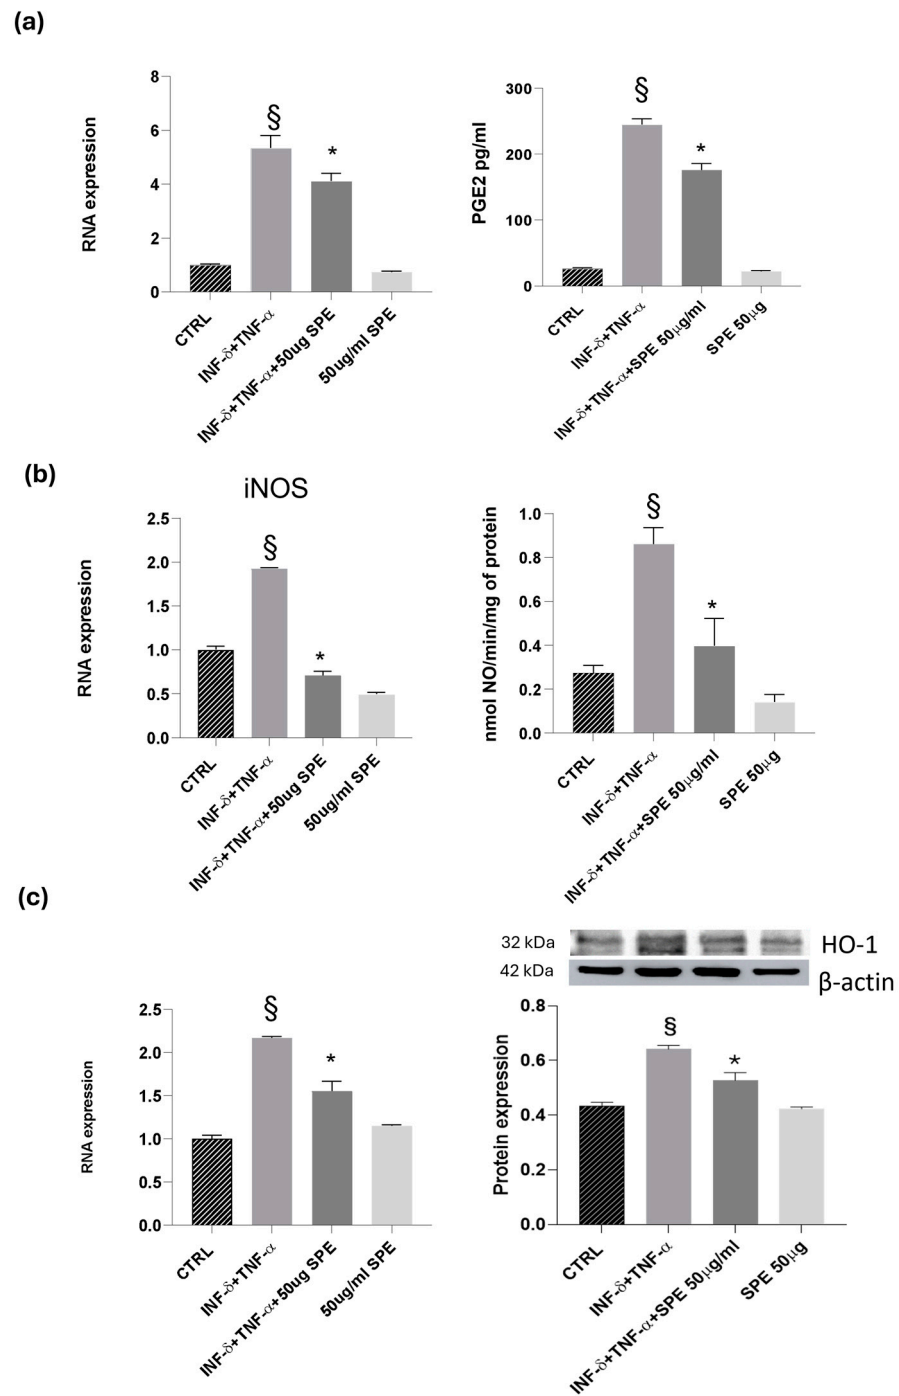 (a)
RNA expression
8
6
4
2
0
§
*
CTRL
INF-δ+TNF-α
INF-δ+TNF-α+50ug SPE
50ug/ml SPE
PGE2 pg/ml
300
200
100
0
§
*
CTRL
INF-δ+TNF-α
INF-δ+TNF-α+SPE 50μg/ml
SPE 50μg
(b)
iNOS
RNA expression
2.5
2.0
1.5
1.0
0.5
0.0
§
*
CTRL
INF-δ+TNF-α
INF-δ+TNF-α+50ug SPE
50ug/ml SPE
nmol NO/min/mg of protein
1.0
0.8
0.6
0.4
0.2
0.0
§
*
CTRL
INF-δ+TNF-α
INF-δ+TNF-α+SPE 50μg/ml
SPE 50μg
(c)
RNA expression
2.5
2.0
1.5
1.0
0.5
0.0
§
*
CTRL
INF-δ+TNF-α
INF-δ+TNF-α+50ug SPE
50ug/ml SPE
32 kDa HO-1
42 kDa β-actin
Protein expression
0.8
0.6
0.4
0.2
0.0
§
*
CTRL
INF-δ+TNF-α
INF-δ+TNF-α+SPE 50μg/ml
SPE 50μg